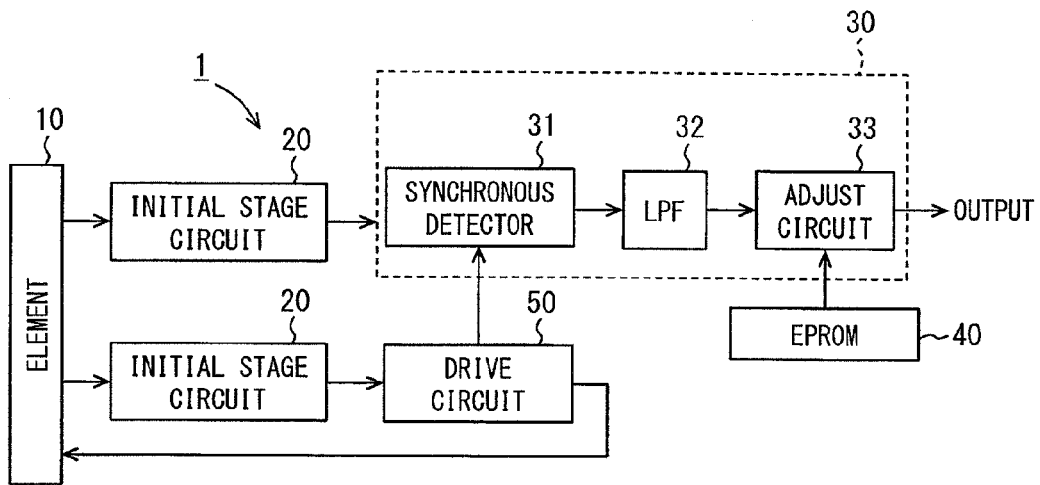 30
1
10
20
31
32
33
INITIAL STAGE
CIRCUIT
SYNCHRONOUS
DETECTOR
LPF
ADJUST
CIRCUIT
OUTPUT
ELEMENT
20
50
INITIAL STAGE
CIRCUIT
DRIVE
CIRCUIT
EPROM
40